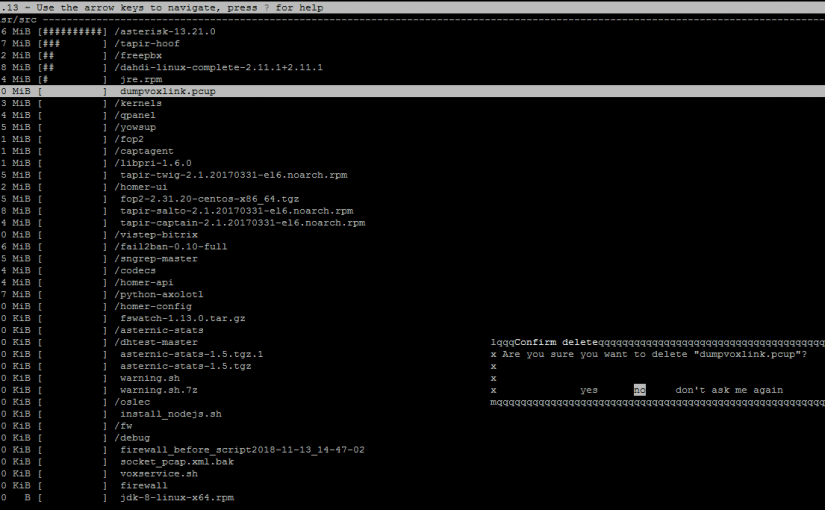 .13 ~ Use the arrow keys to navigate, press ? for help
sr/src ---
6 MiB [##########] /asterisk-13.21.0
7 MiB [###       ] /tapir-hoof
2 MiB [##        ] /freepbx
8 MiB [##        ] /dahdi-linux-complete-2.11.1+2.11.1
4 MiB [#         ]  jre.rpm
0 MiB [          ]  dumpvoxlink.pcup
3 MiB [          ] /kernels
4 MiB [          ] /qpanel
5 MiB [          ] /yowsup
1 MiB [          ] /fop2
1 MiB [          ] /captagent
1 MiB [          ] /libpri-1.6.0
5 MiB [          ]  tapir-twig-2.1.20170331-el6.noarch.rpm
2 MiB [          ] /homer-ui
5 MiB [          ]  fop2-2.31.20-centos-x86_64.tgz
8 MiB [          ]  tapir-salto-2.1.20170331-el6.noarch.rpm
4 MiB [          ]  tapir-captain-2.1.20170331-el6.noarch.rpm
0 MiB [          ] /vistep-bitrix
6 MiB [          ] /fail2ban-0.10-full
5 MiB [          ] /sngrep-master
4 MiB [          ] /codecs
4 MiB [          ] /homer-api
7 MiB [          ] /python-axolotl
0 MiB [          ] /homer-config
0 KiB [          ]  fswatch-1.13.0.tar.gz
0 KiB [          ] /asternic-stats
0 KiB [          ] /dhtest-master
0 KiB [          ]  asternic-stats-1.5.tgz.1
0 KiB [          ]  asternic-stats-1.5.tgz
0 KiB [          ]  warning.sh
0 KiB [          ]  warning.sh.7z
0 KiB [          ] /oslec
0 KiB [          ]  install_nodejs.sh
0 KiB [          ] /fw
0 KiB [          ] /debug
0 KiB [          ]  firewall_before_script2018-11-13_14-47-02
0 KiB [          ]  socket_pcap.xml.bak
0 KiB [          ]  voxservice.sh
0 KiB [          ]  firewall
0   B [          ]  jdk-8-linux-x64.rpm
lqqqConfirm deleteqqqqqqqqqqqqqqqqqqqqqqqqqqqqqqqqqqqqqq
x Are you sure you want to delete "dumpvoxlink.pcup"?
x
x
x yes no don't ask me again
mqqqqqqqqqqqqqqqqqqqqqqqqqqqqqqqqqqqqqqqqqqqqqqqqqqqqqqq